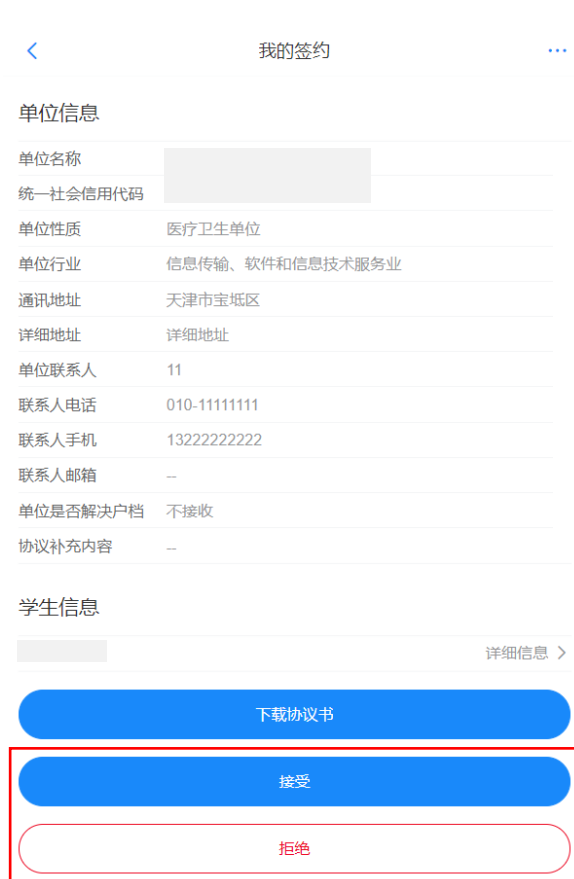 我的签约
单位信息
单位名称
统一社会信用代码
单位性质 医疗卫生单位
单位行业 信息传输、软件和信息技术服务业
通讯地址 天津市宝坻区
详细地址 详细地址
单位联系人 11
联系人电话 010-11111111
联系人手机 13222222222
联系人邮箱 --
单位是否解决户档 不接收
协议补充内容 --
学生信息
详细信息
下载协议书
接受
拒绝